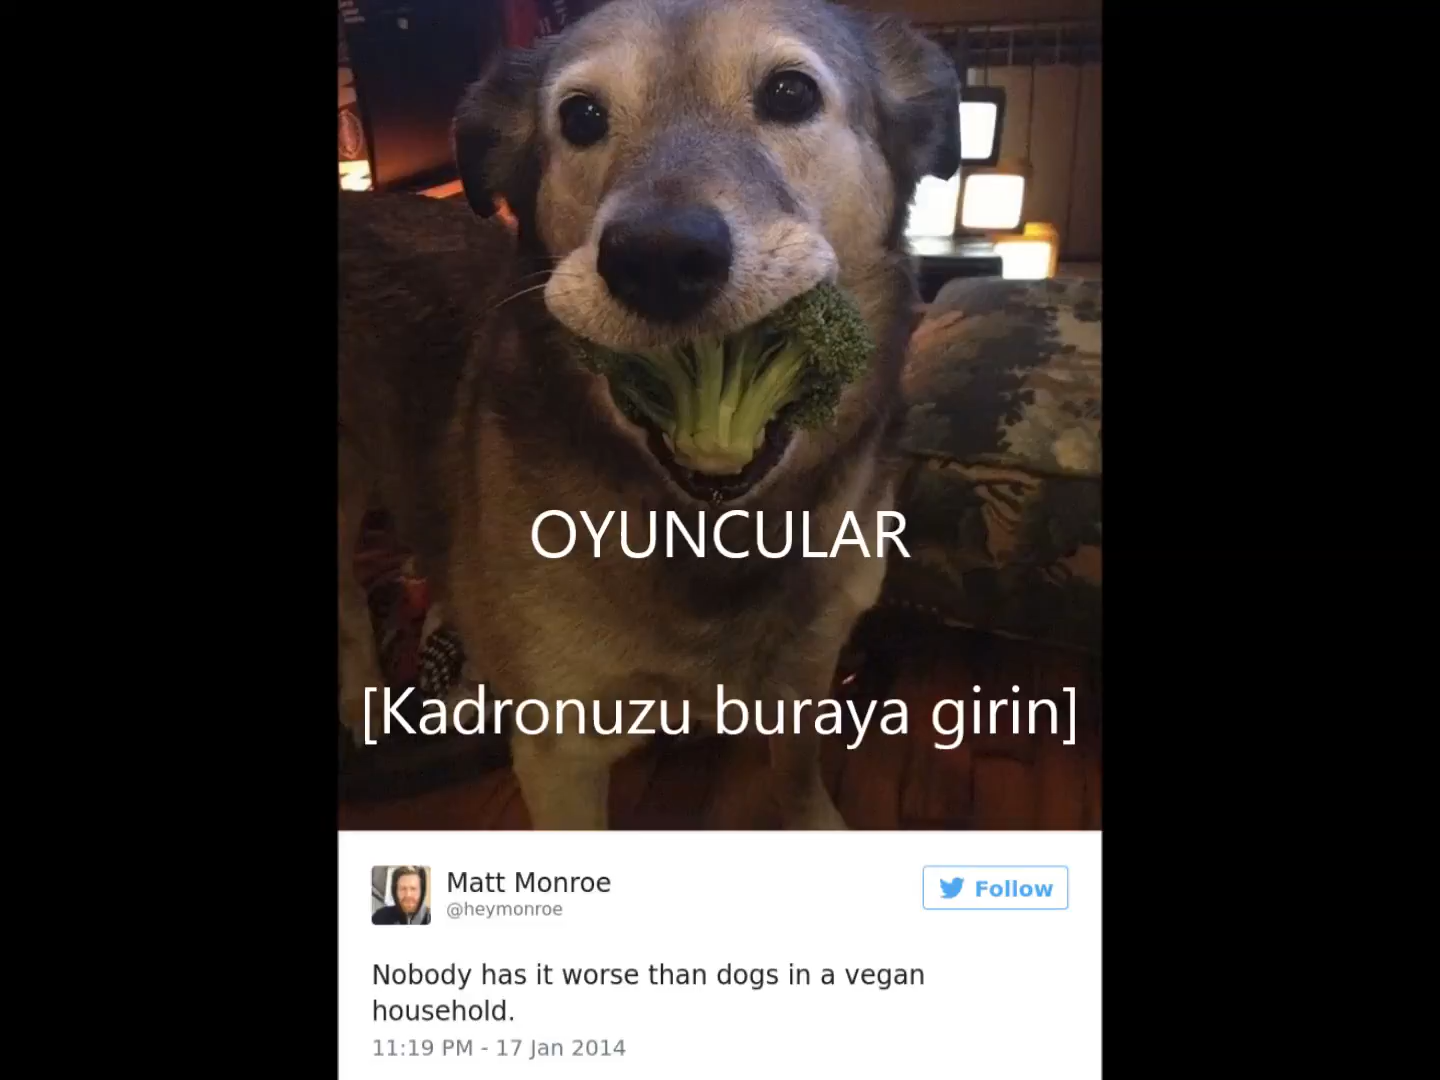 OYUNCULAR
[Kadronuzu buraya girin]
Matt Monroe
@heymonroe
Follow
Nobody has it worse than dogs in a vegan
household.
11:19 PM - 17 Jan 2014